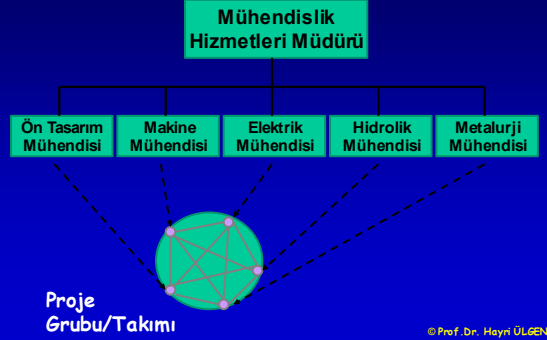 Mühendislik
Hizmetleri Müdürü
Ön Tasarım
Mühendisi
Makine
Mühendisi
Elektrik
Mühendisi
Hidrolik
Mühendisi
Metalurji
Mühendisi
Proje
Grubu/Takımı
©Prof.Dr. Hayri ÜLGEN